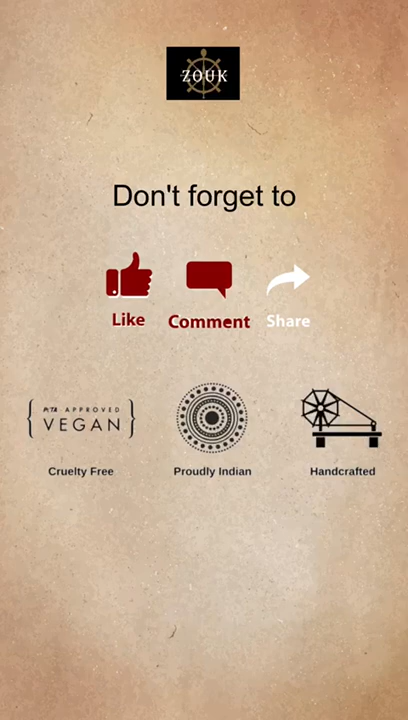 ZOUK
Don't forget to
Like Comment Share
PeTA APPROVED
VEGAN
Cruelty Free Proudly Indian Handcrafted